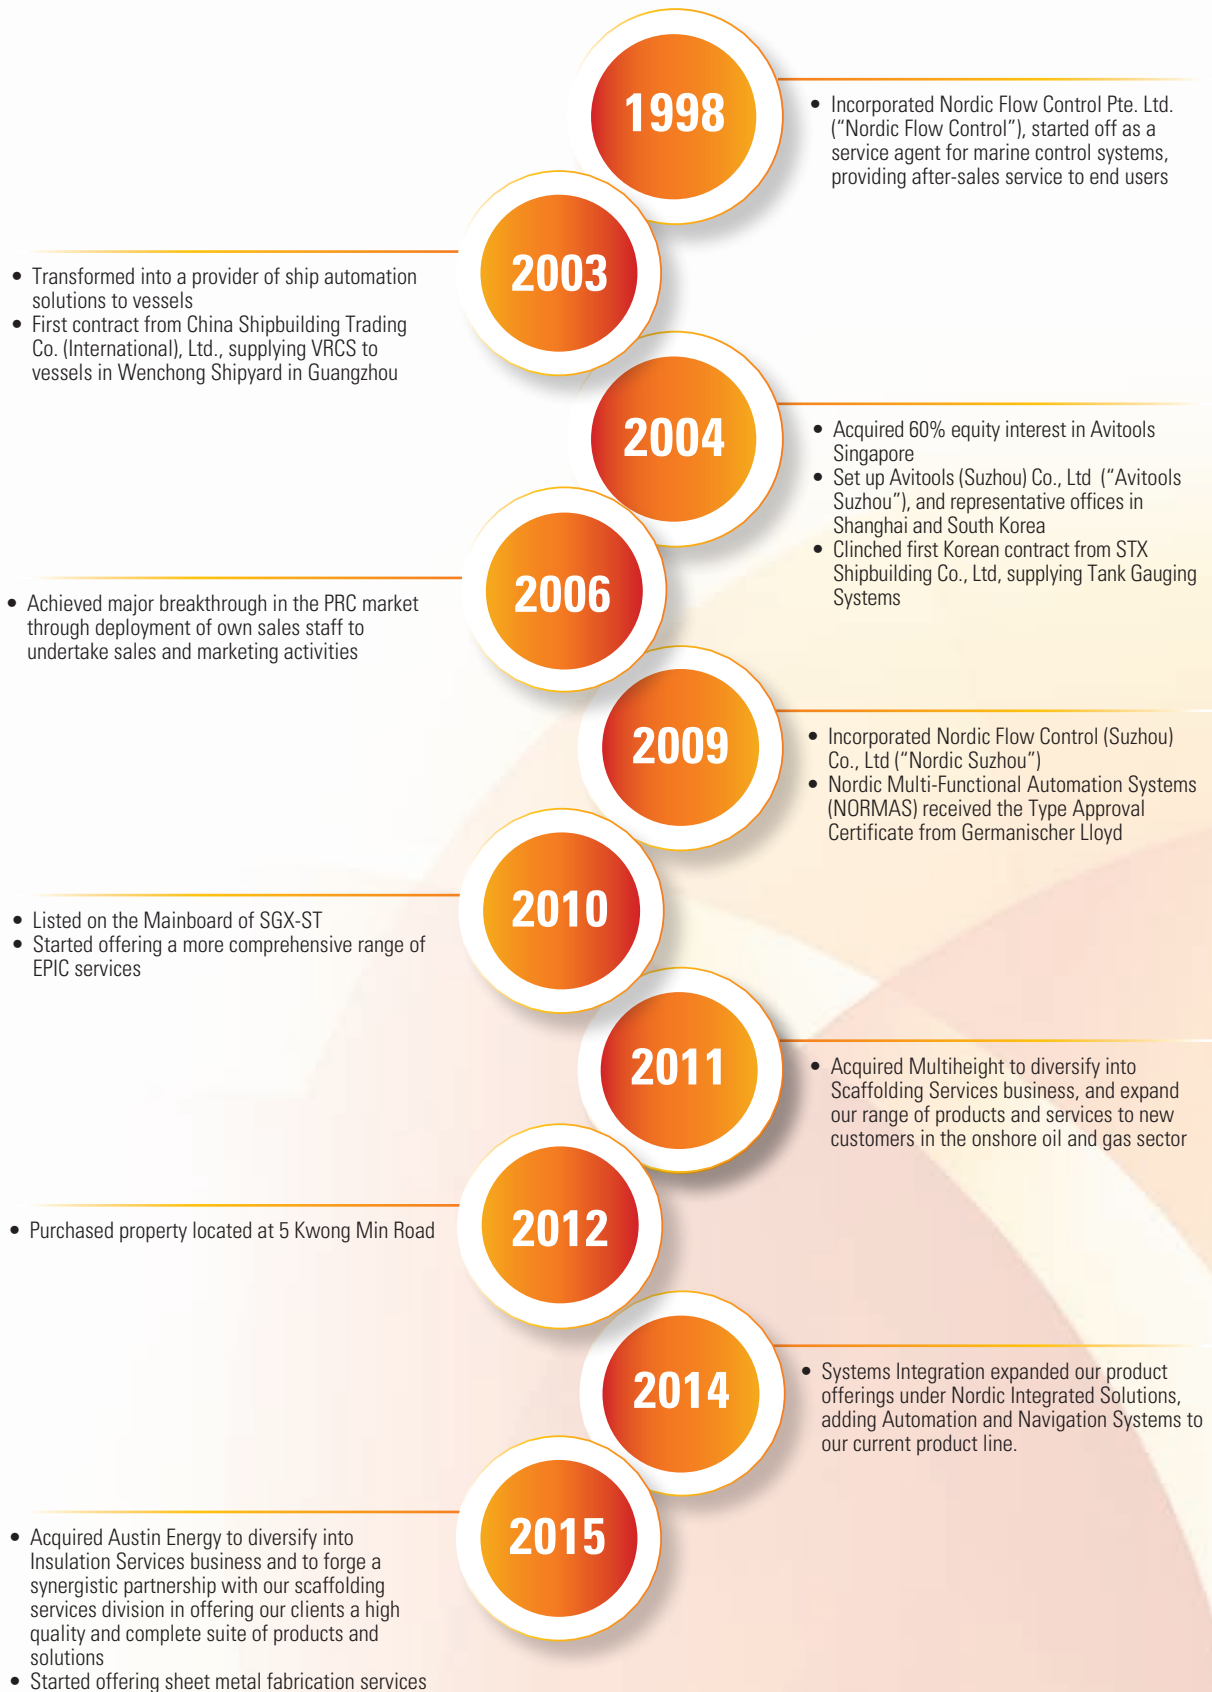 1998
• Incorporated Nordic Flow Control Pte. Ltd.
(“Nordic Flow Control”), started off as a
service agent for marine control systems,
providing after-sales service to end users
2003
• Transformed into a provider of ship automation
solutions to vessels
• First contract from China Shipbuilding Trading
Co. (International), Ltd., supplying VRCS to
vessels in Wenchong Shipyard in Guangzhou
2004
• Acquired 60% equity interest in Avitools
Singapore
• Set up Avitools (Suzhou) Co., Ltd (“Avitools
Suzhou”), and representative offices in
Shanghai and South Korea
• Clinched first Korean contract from STX
Shipbuilding Co., Ltd, supplying Tank Gauging
Systems
2006
• Achieved major breakthrough in the PRC market
through deployment of own sales staff to
undertake sales and marketing activities
2009
• Incorporated Nordic Flow Control (Suzhou)
Co., Ltd (“Nordic Suzhou”)
• Nordic Multi-Functional Automation Systems
(NORMAS) received the Type Approval
Certificate from Germanischer Lloyd
2010
• Listed on the Mainboard of SGX-ST
• Started offering a more comprehensive range of
EPIC services
2011
• Acquired Multiheight to diversify into
Scaffolding Services business, and expand
our range of products and services to new
customers in the onshore oil and gas sector
2012
• Purchased property located at 5 Kwong Min Road
2014
• Systems Integration expanded our product
offerings under Nordic Integrated Solutions,
adding Automation and Navigation Systems to
our current product line.
2015
• Acquired Austin Energy to diversify into
Insulation Services business and to forge a
synergistic partnership with our scaffolding
services division in offering our clients a high
quality and complete suite of products and
solutions
• Started offering sheet metal fabrication services